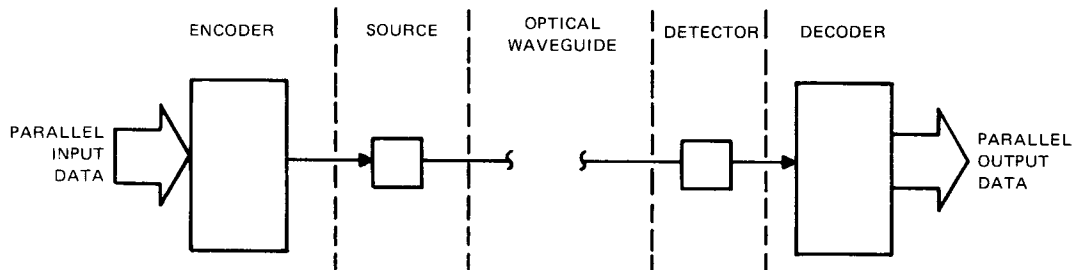 ENCODER
SOURCE
OPTICAL
WAVEGUIDE
DETECTOR
DECODER
PARALLEL
INPUT
DATA
PARALLEL
OUTPUT
DATA